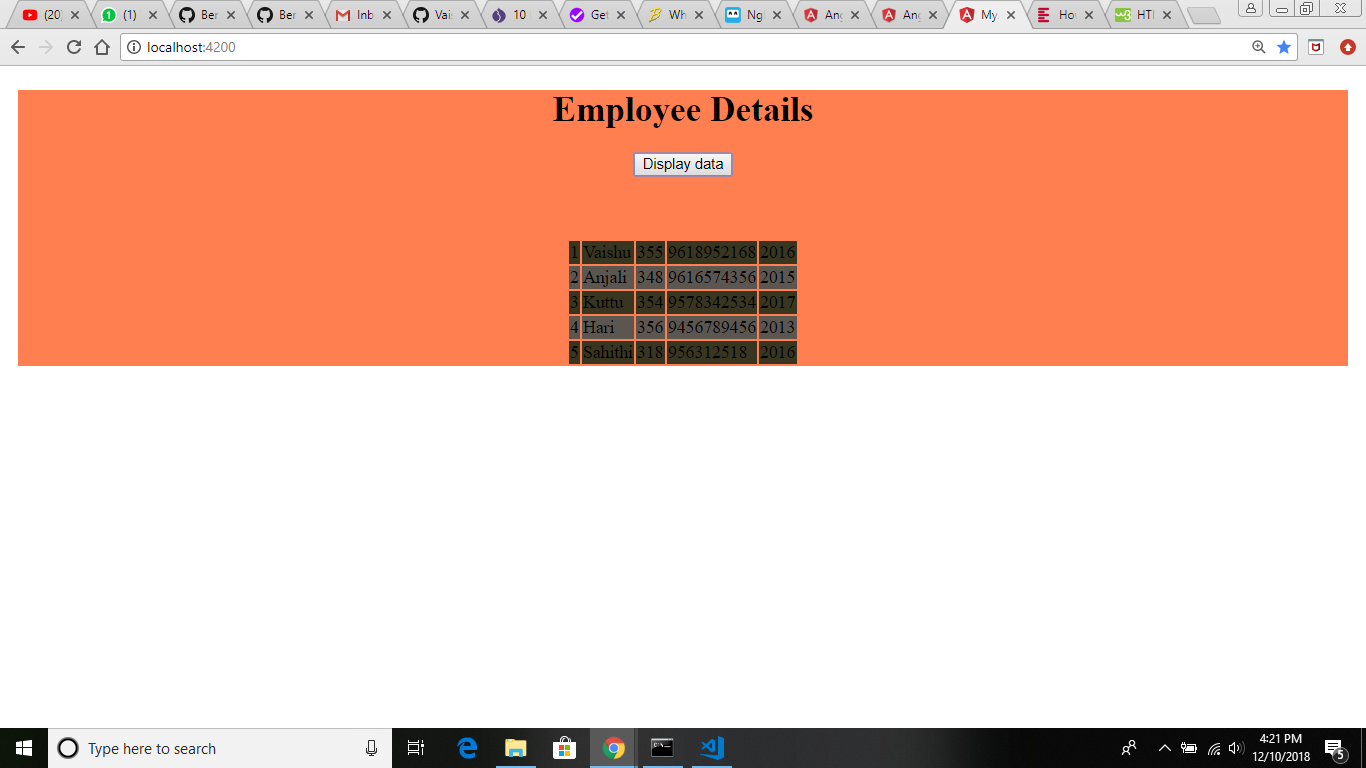 (20 (1) Ber Ber Inb Vai 10 Get Wh Ng Ang Ang My Ho HTI
localhost:4200
Employee Details
Display data
1 Vaishu 355 9618952168 2016
2 Anjali 348 9616574356 2015
3 Kuttu 354 9578342534 2017
4 Hari 356 9456789456 2013
5 Sahithi 318 956312518 2016
Type here to search
4:21 PM
12/10/2018
5